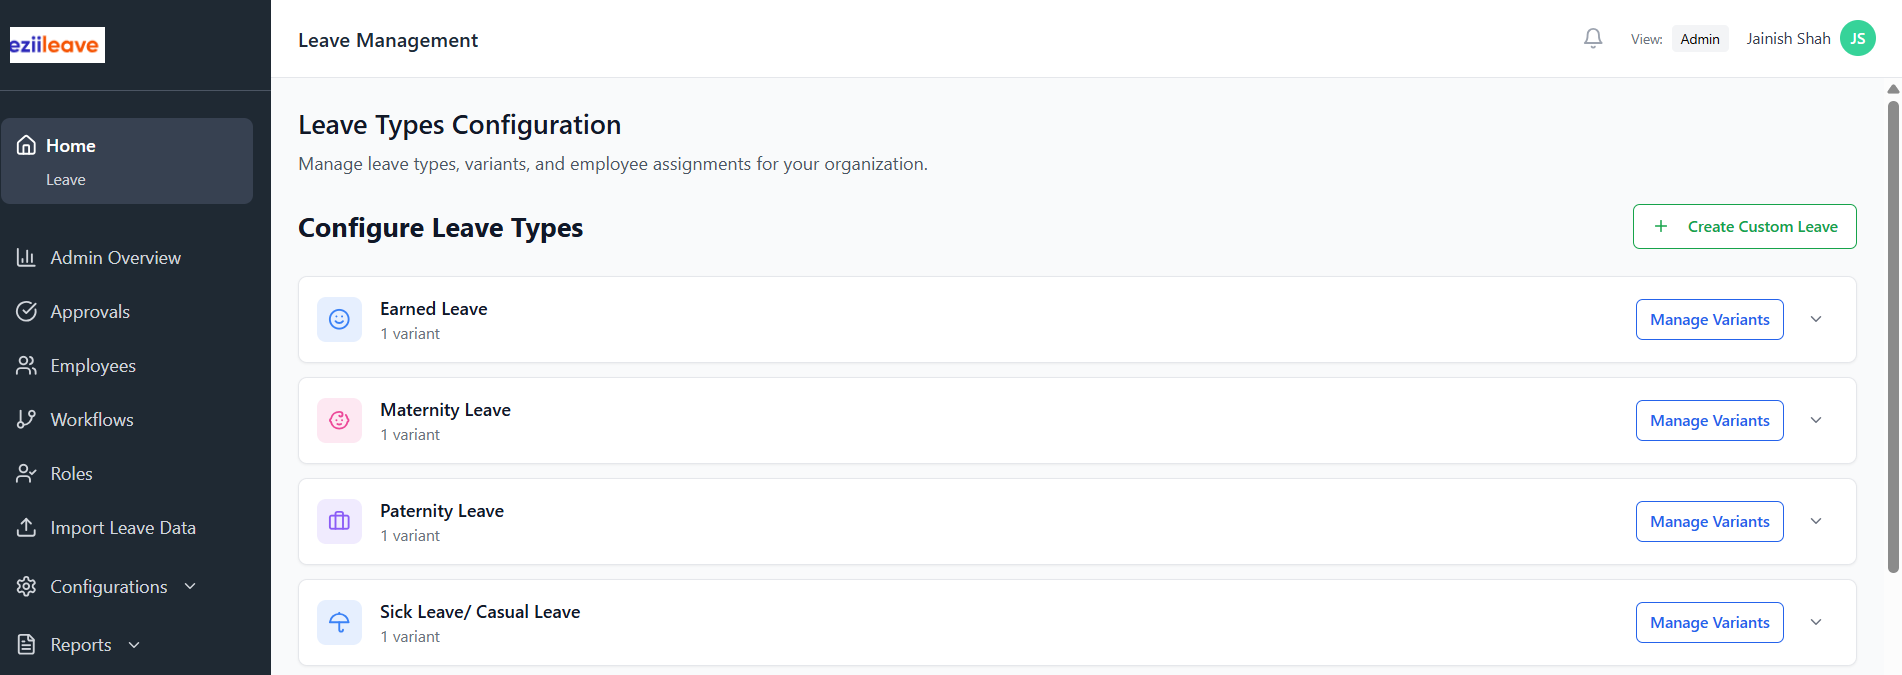 eziileave
Leave Management
View: Admin
Jainish Shah
JS
Home
Leave
Admin Overview
Approvals
Employees
Workflows
Roles
Import Leave Data
Configurations
Reports
Leave Types Configuration
Manage leave types, variants, and employee assignments for your organization.
Configure Leave Types
+ Create Custom Leave
Earned Leave
1 variant
Manage Variants
Maternity Leave
1 variant
Manage Variants
Paternity Leave
1 variant
Manage Variants
Sick Leave/ Casual Leave
1 variant
Manage Variants